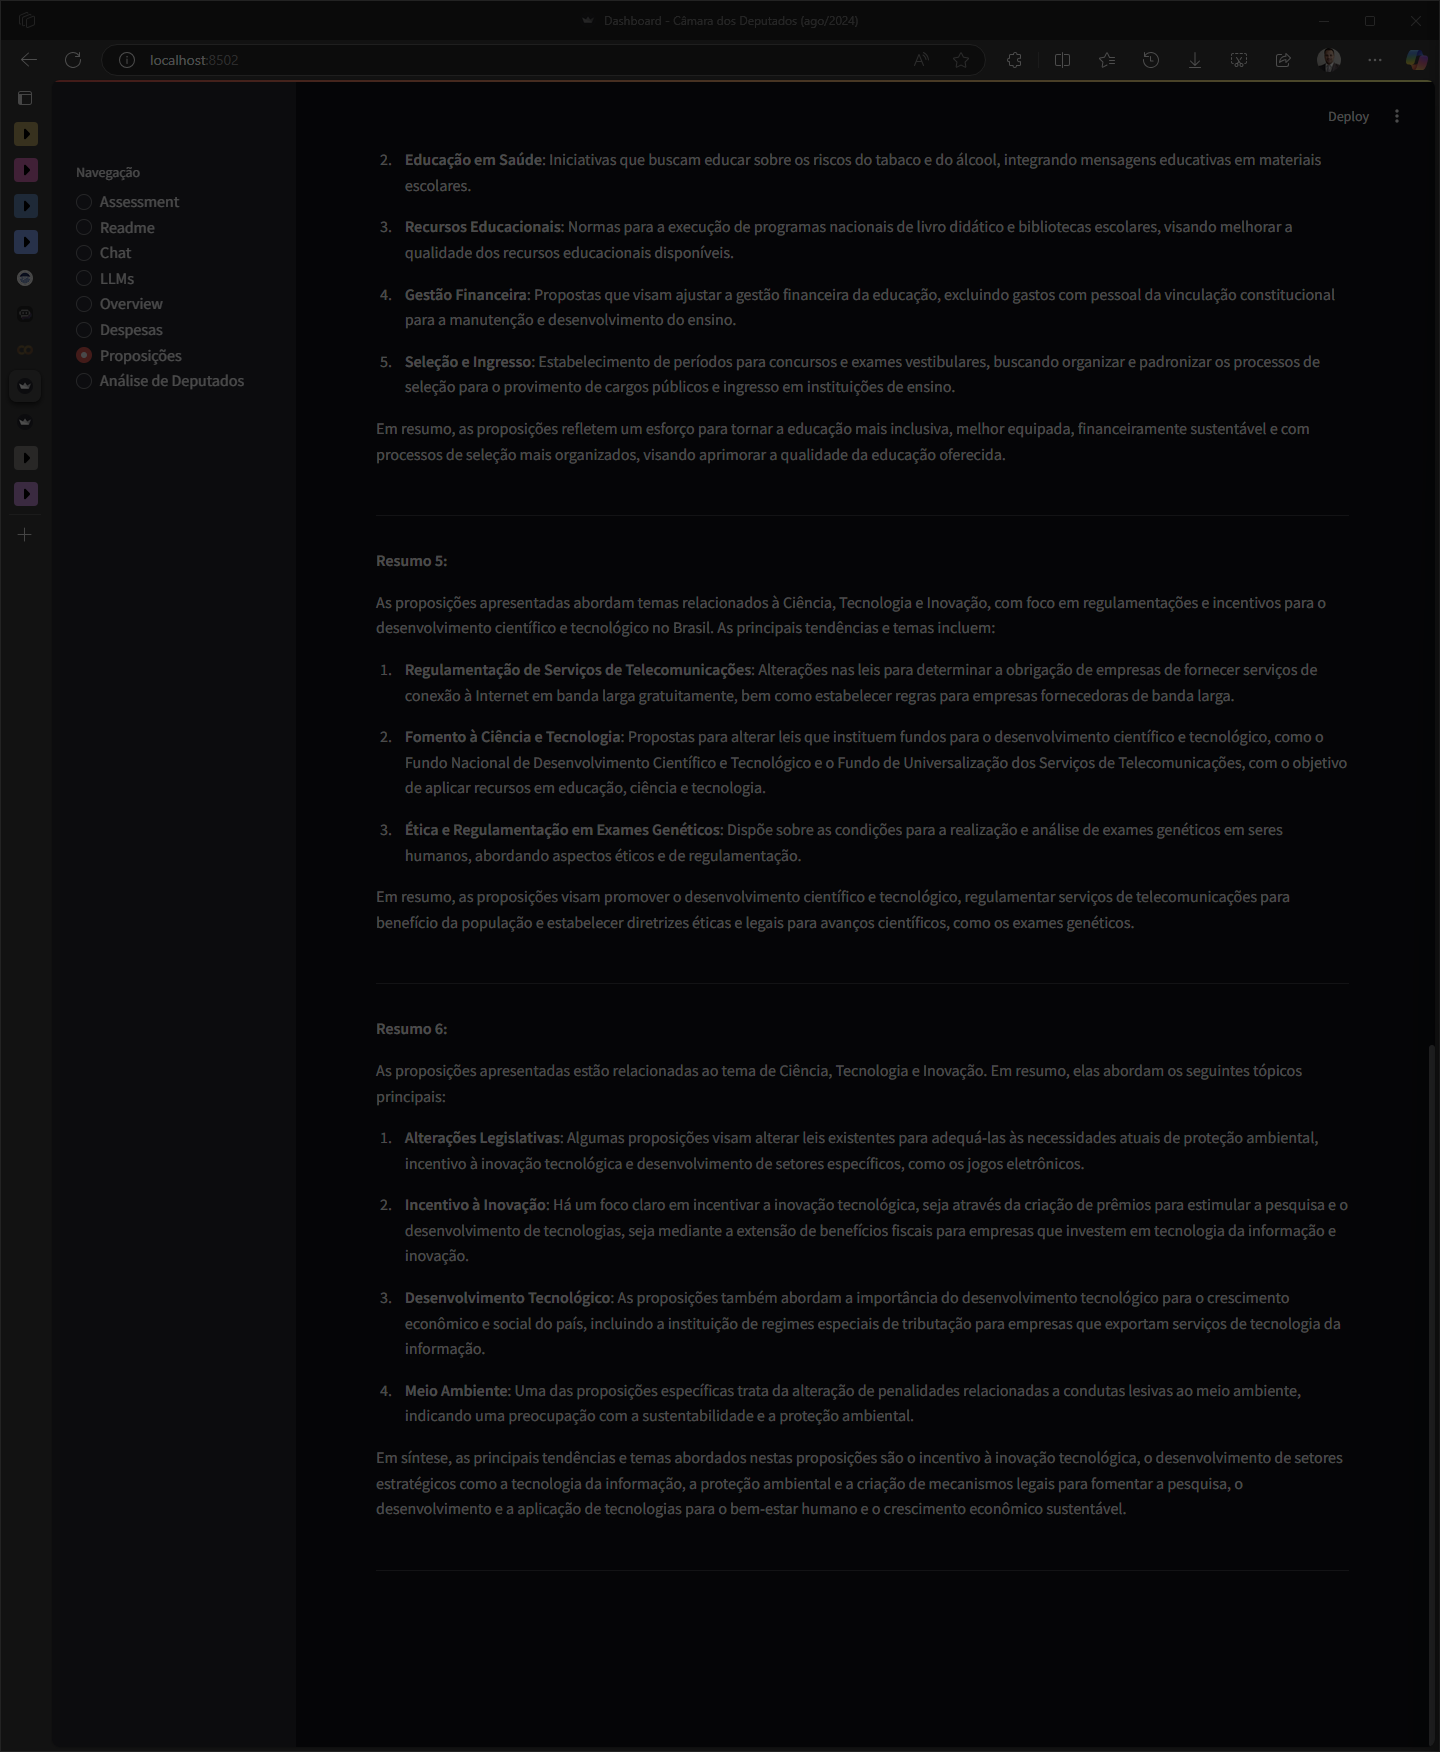 Dashboard - Câmara dos Deputados (ago/2024)
localhost:8502
Deploy
Navegação
Assessment
Readme
Chat
LLMs
Overview
Despesas
Proposições
Análise de Deputados
2. Educação em Saúde: Iniciativas que buscam educar sobre os riscos do tabaco e do álcool, integrando mensagens educativas em materiais
escolares.
3. Recursos Educacionais: Normas para a execução de programas nacionais de livro didático e bibliotecas escolares, visando melhorar a
qualidade dos recursos educacionais disponíveis.
4. Gestão Financeira: Propostas que visam ajustar a gestão financeira da educação, excluindo gastos com pessoal da vinculação constitucional
para a manutenção e desenvolvimento do ensino.
5. Seleção e Ingresso: Estabelecimento de períodos para concursos e exames vestibulares, buscando organizar e padronizar os processos de
seleção para o provimento de cargos públicos e ingresso em instituições de ensino.
Em resumo, as proposições refletem um esforço para tornar a educação mais inclusiva, melhor equipada, financeiramente sustentável e com
processos de seleção mais organizados, visando aprimorar a qualidade da educação oferecida.
Resumo 5:
As proposições apresentadas abordam temas relacionados à Ciência, Tecnologia e Inovação, com foco em regulamentações e incentivos para o
desenvolvimento científico e tecnológico no Brasil. As principais tendências e temas incluem:
1. Regulamentação de Serviços de Telecomunicações: Alterações nas leis para determinar a obrigação de empresas de fornecer serviços de
conexão à Internet em banda larga gratuitamente, bem como estabelecer regras para empresas fornecedoras de banda larga.
2. Fomento à Ciência e Tecnologia: Propostas para alterar leis que instituem fundos para o desenvolvimento científico e tecnológico, como o
Fundo Nacional de Desenvolvimento Científico e Tecnológico e o Fundo de Universalização dos Serviços de Telecomunicações, com o objetivo
de aplicar recursos em educação, ciência e tecnologia.
3. Ética e Regulamentação em Exames Genéticos: Dispõe sobre as condições para a realização e análise de exames genéticos em seres
humanos, abordando aspectos éticos e de regulamentação.
Em resumo, as proposições visam promover o desenvolvimento científico e tecnológico, regulamentar serviços de telecomunicações para
benefício da população e estabelecer diretrizes éticas e legais para avanços científicos, como os exames genéticos.
Resumo 6:
As proposições apresentadas estão relacionadas ao tema de Ciência, Tecnologia e Inovação. Em resumo, elas abordam os seguintes tópicos
principais:
1. Alterações Legislativas: Algumas proposições visam alterar leis existentes para adequá-las às necessidades atuais de proteção ambiental,
incentivo à inovação tecnológica e desenvolvimento de setores específicos, como os jogos eletrônicos.
2. Incentivo à Inovação: Há um foco claro em incentivar a inovação tecnológica, seja através da criação de prêmios para estimular a pesquisa e o
desenvolvimento de tecnologias, seja mediante a extensão de benefícios fiscais para empresas que investem em tecnologia da informação e
inovação.
3. Desenvolvimento Tecnológico: As proposições também abordam a importância do desenvolvimento tecnológico para o crescimento
econômico e social do país, incluindo a instituição de regimes especiais de tributação para empresas que exportam serviços de tecnologia da
informação.
4. Meio Ambiente: Uma das proposições específicas trata da alteração de penalidades relacionadas a condutas lesivas ao meio ambiente,
indicando uma preocupação com a sustentabilidade e a proteção ambiental.
Em síntese, as principais tendências e temas abordados nestas proposições são o incentivo à inovação tecnológica, o desenvolvimento de setores
estratégicos como a tecnologia da informação, a proteção ambiental e a criação de mecanismos legais para fomentar a pesquisa, o
desenvolvimento e a aplicação de tecnologias para o bem-estar humano e o crescimento econômico sustentável.